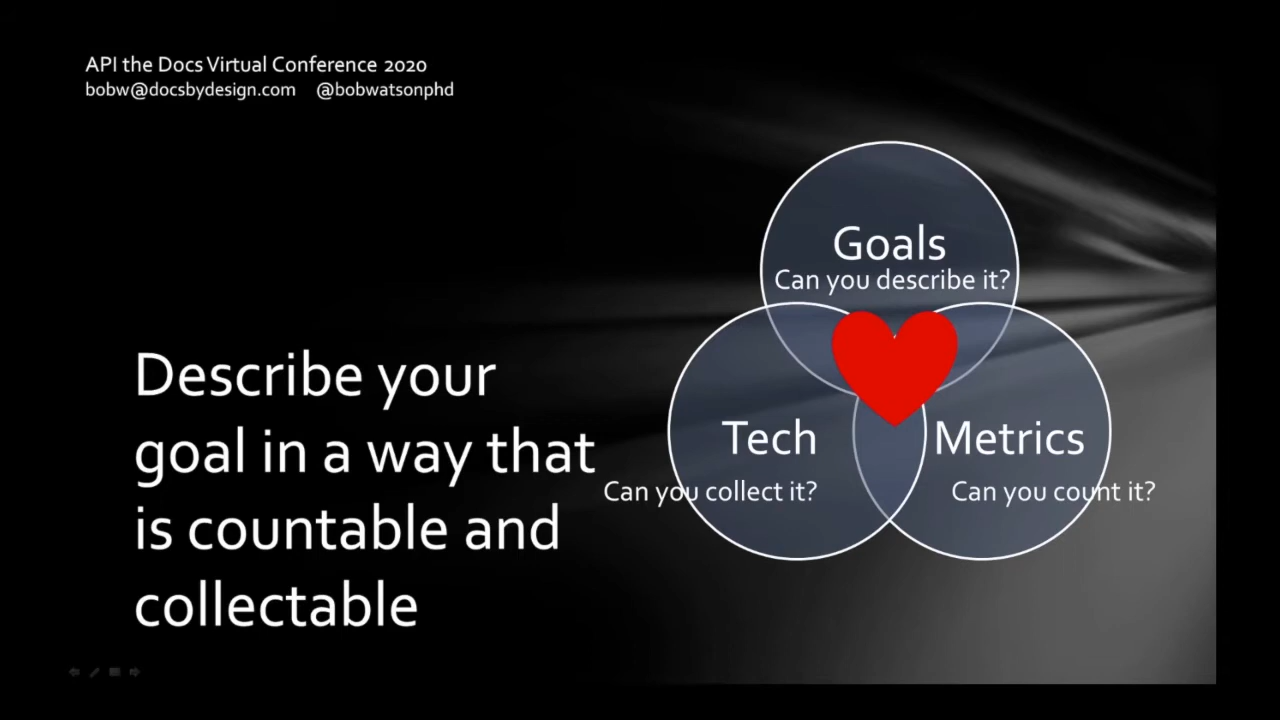 API the Docs Virtual Conference 2020
bobw@docsbydesign.com @bobwatsonphd
Goals
Can you describe it?
Describe your
goal in a way that
is countable and
collectable
Tech
Can you collect it?
Metrics
Can you count it?